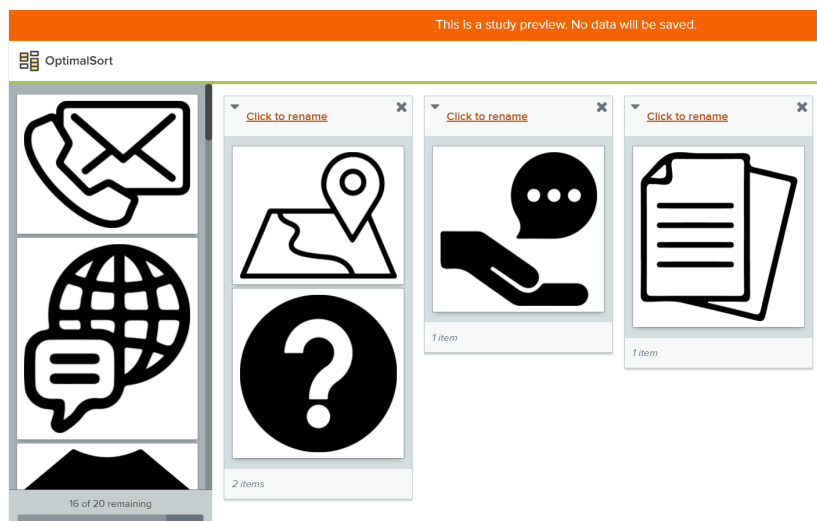 This is a study preview. No data will be saved.
OptimalSort
Click to rename
Click to rename
Click to rename
?
1 item
1 item
2 items
16 of 20 remaining